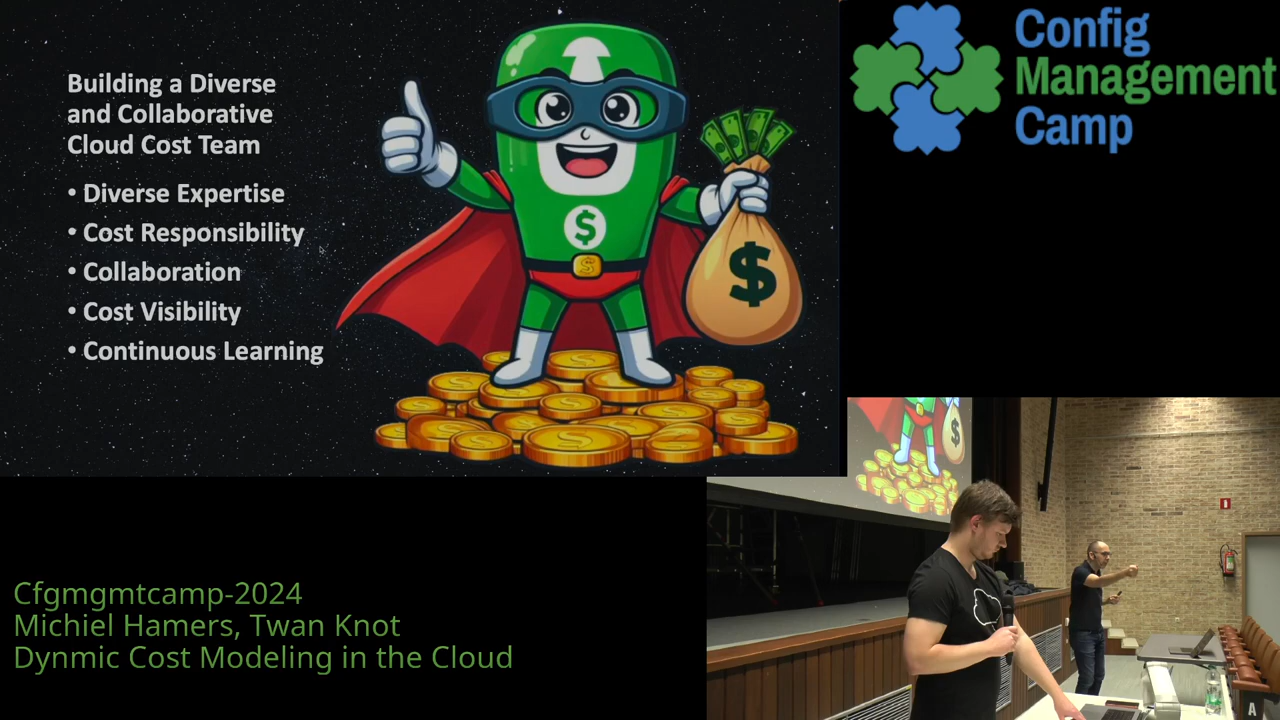 Building a Diverse
and Collaborative
Cloud Cost Team
• Diverse Expertise
• Cost Responsibility
• Collaboration
• Cost Visibility
• Continuous Learning
$
$
$
Config
Management
Camp
Cfgmgmtcamp-2024
Michiel Hamers, Twan Knot
Dynmic Cost Modeling in the Cloud
$
A